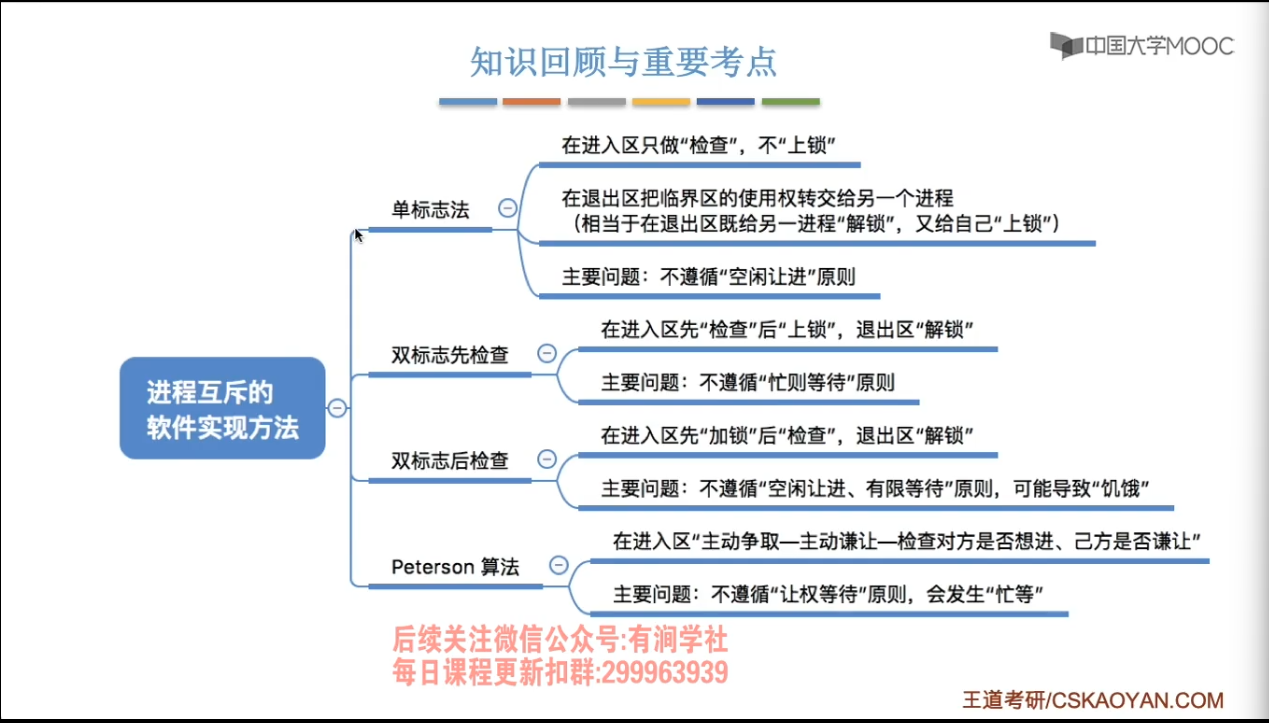 中国大学MOOC
知识回顾与重要考点
在进入区只做“检查”，不“上锁”
单标志法
在退出区把临界区的使用权转交给另一个进程
（相当于在退出区既给另一进程“解锁”，又给自己“上锁”）
主要问题：不遵循“空闲让进”原则
在进入区先“检查”后“上锁”，退出区“解锁”
双标志先检查
主要问题：不遵循“忙则等待”原则
进程互斥的
软件实现方法
在进入区先“加锁”后“检查”，退出区“解锁”
双标志后检查
主要问题：不遵循“空闲让进、有限等待”原则，可能导致“饥饿”
在进入区“主动争取—主动谦让—检查对方是否想进、己方是否谦让”
Peterson 算法
主要问题：不遵循“让权等待”原则，会发生“忙等”
后续关注微信公众号:有涧学社
每日课程更新扣群:299963939
王道考研/CSKAOYAN.COM